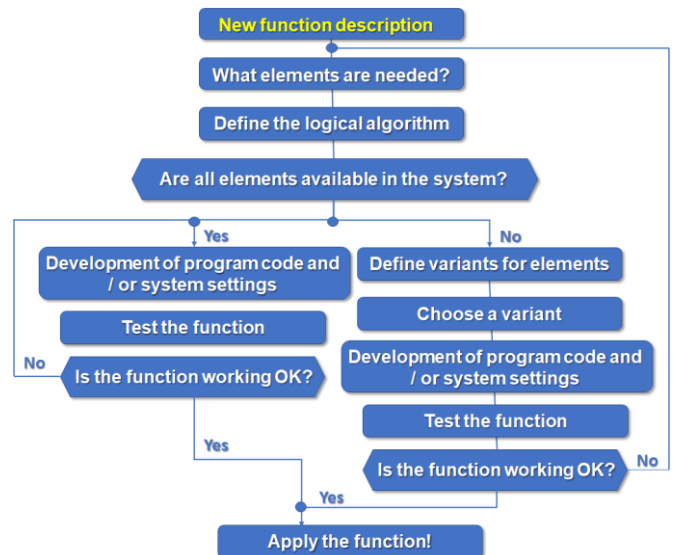 New function description
What elements are needed?
Define the logical algorithm
Are all elements available in the system?
Yes
Development of program code and
/ or system settings
Test the function
No
Is the function working OK?
Yes
No
Define variants for elements
Choose a variant
Development of program code and
/ or system settings
Test the function
Is the function working OK?
No
Yes
Apply the function!